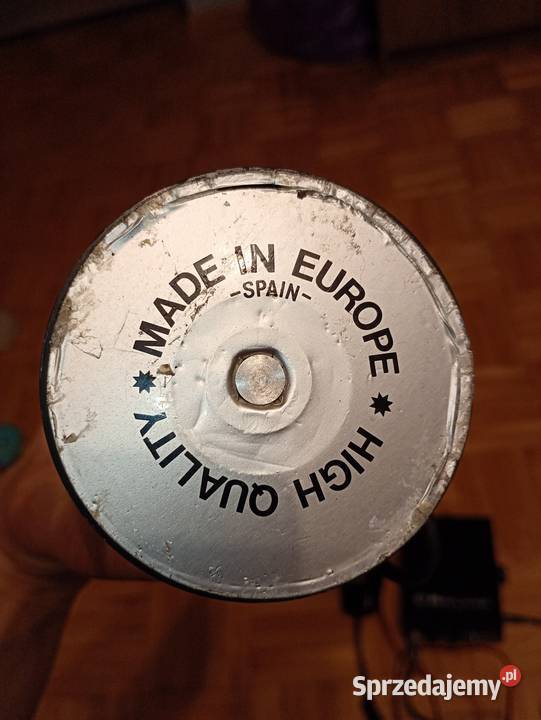 MADE IN EUROPE
-SPAIN-
* HIGH QUALITY *
Sprzedajemy.pl